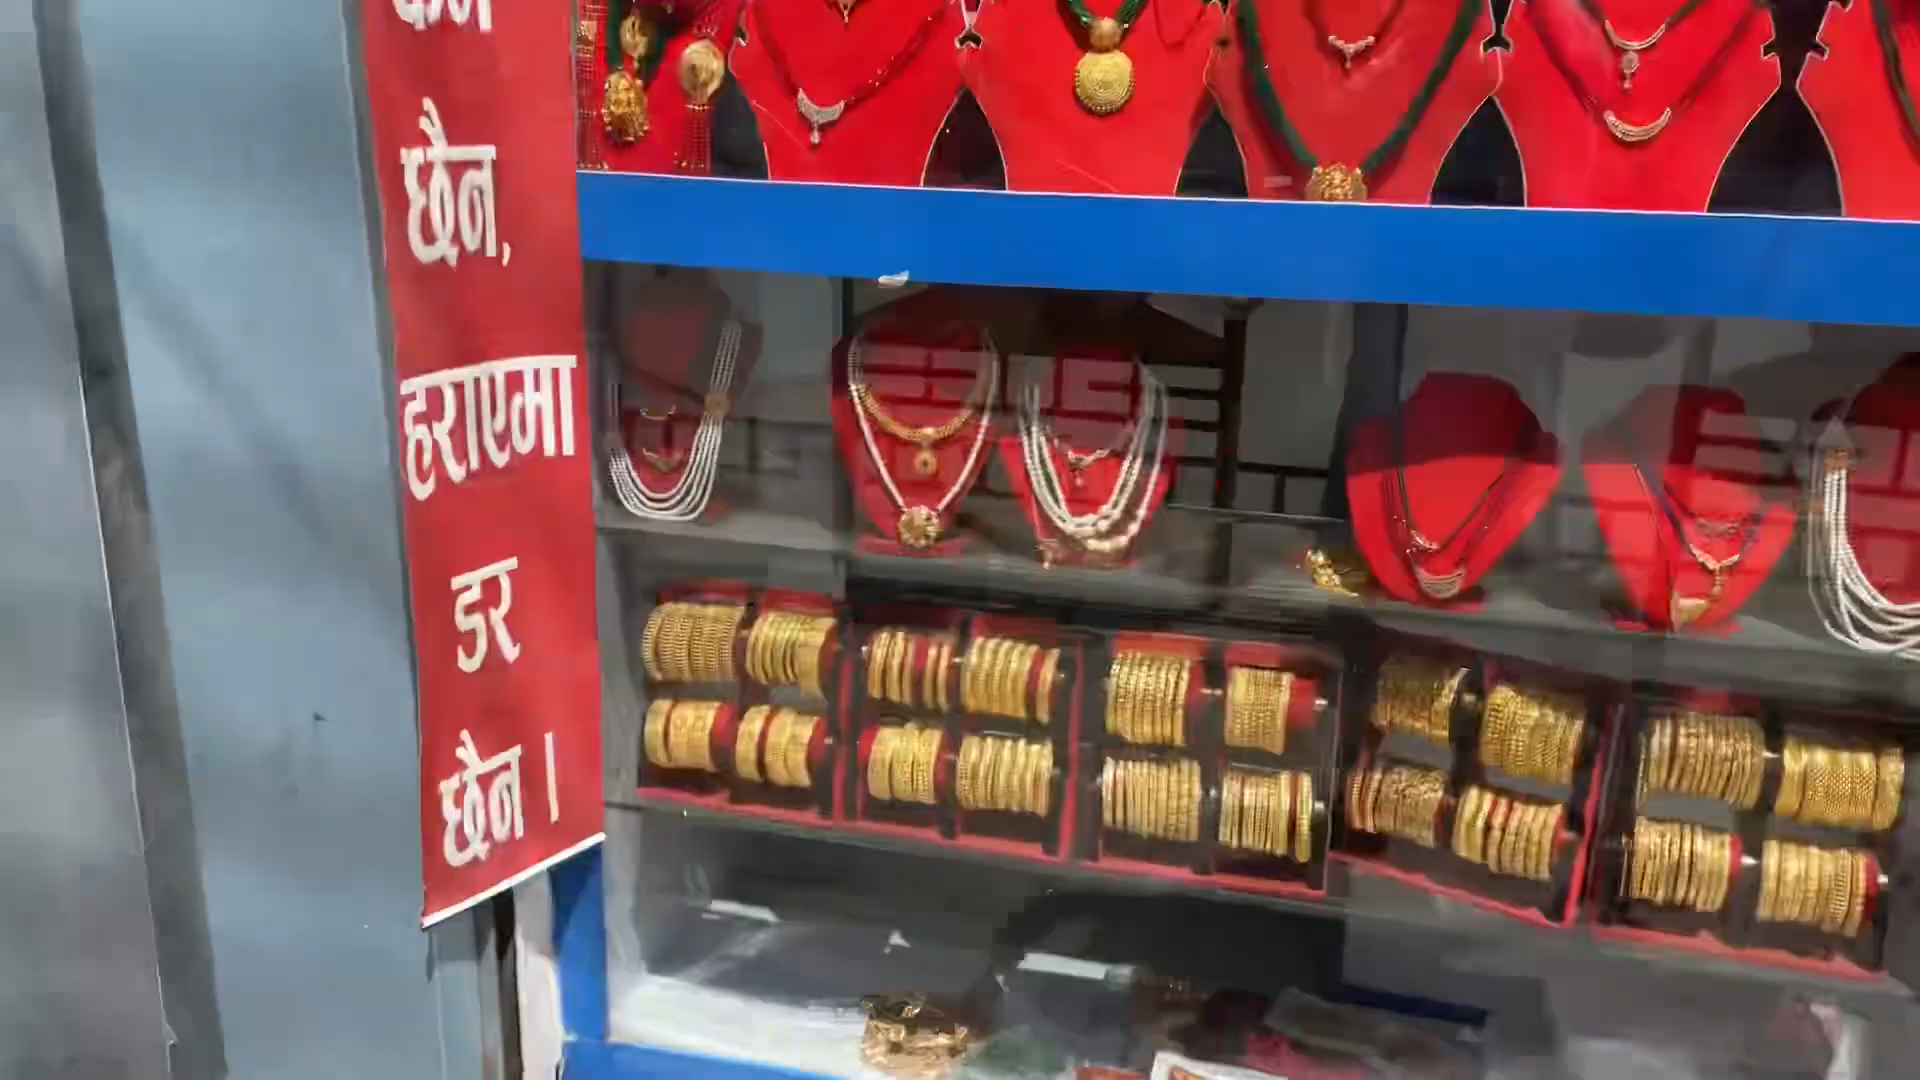 छैन,
हराएमा
डर
छैन ।